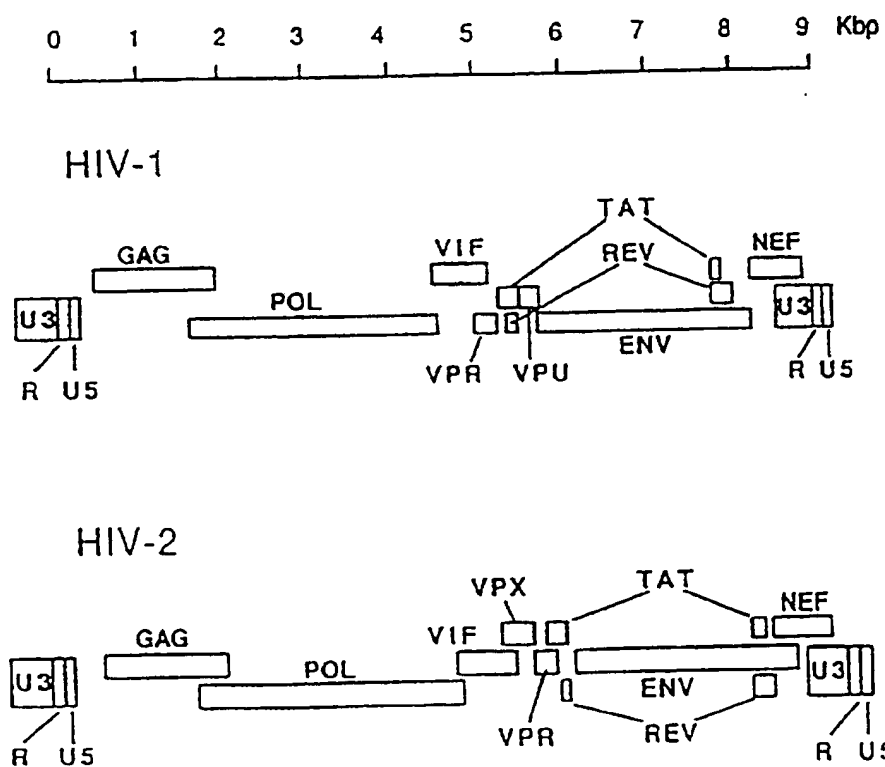 0 1 2 3 4 5 6 7 8 9 Kbp
HIV-1
TAT
GAG VIF REV NEF
U3 POL U3
ENV
R U5 VPR VPU R U5
HIV-2
VPX TAT NEF
GAG VIF
U3 POL ENV U3
R U5 VPR REV R U5